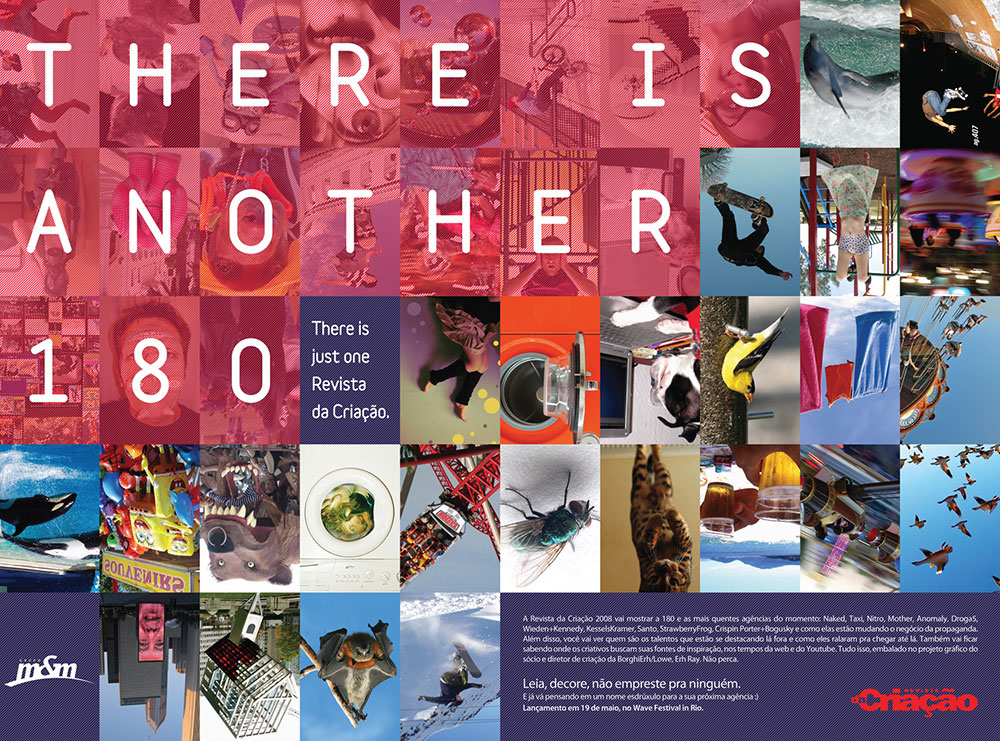 THERE IS
ag.407
ANOTHER
180
There is
just one
Revista
da Criação.
SOUVENIRS
GRUPO
m&m
A Revista da Criação 2008 vai mostrar a 180 e as mais quentes agências do momento: Naked, Taxi, Nitro, Mother, Anomaly, Droga5,
Wieden+Kennedy, KesselsKramer, Santo, StrawberryFrog, Crispin Porter+Bogusky e como elas estão mudando o negócio da propaganda.
Além disso, você vai ver quem são os talentos que estão se destacando lá fora e como eles ralaram pra chegar até lá. Também vai ficar
sabendo onde os criativos buscam suas fontes de inspiração, nos tempos da web e do Youtube. Tudo isso, embalado no projeto gráfico do
sócio e diretor de criação da BorghiErh/Lowe, Erh Ray. Não perca.
Leia, decore, não empreste pra ninguém.
E já vá pensando em um nome esdrúxulo para a sua próxima agência :)
Lançamento em 19 de maio, no Wave Festival in Rio.
REVISTA
da Criação